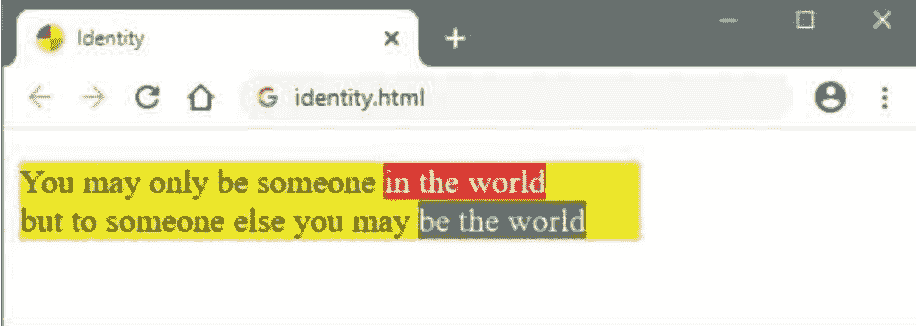 Identity
identity.html
You may only be someone in the world
but to someone else you may be the world